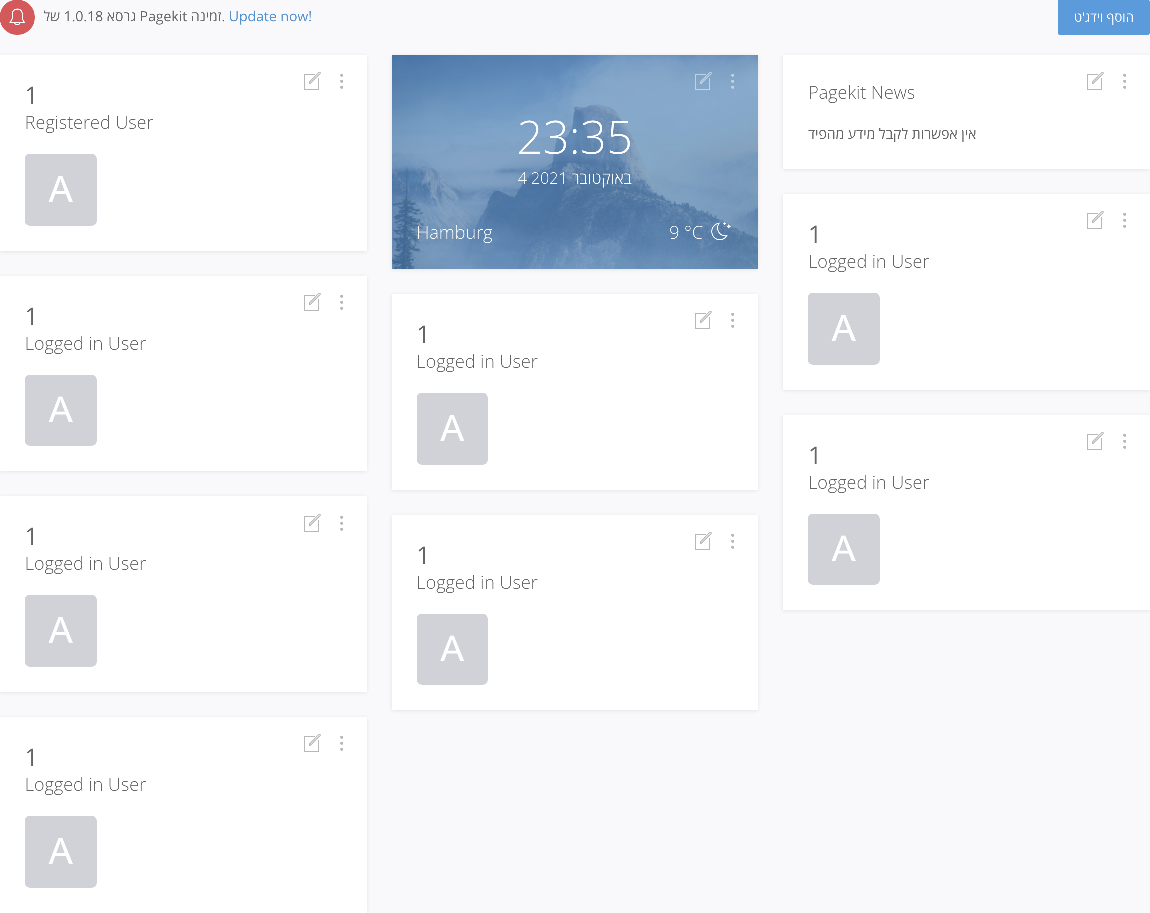 גרסא 1.0.18 של Pagekit זמינה. Update now!
הוסף וידג'ט
1
Registered User
A
1
Logged in User
A
1
Logged in User
A
1
Logged in User
A
23:35
4 באוקטובר 2021
Hamburg
9 °C
1
Logged in User
A
1
Logged in User
A
Pagekit News
אין אפשרות לקבל מידע מהפיד
1
Logged in User
A
1
Logged in User
A